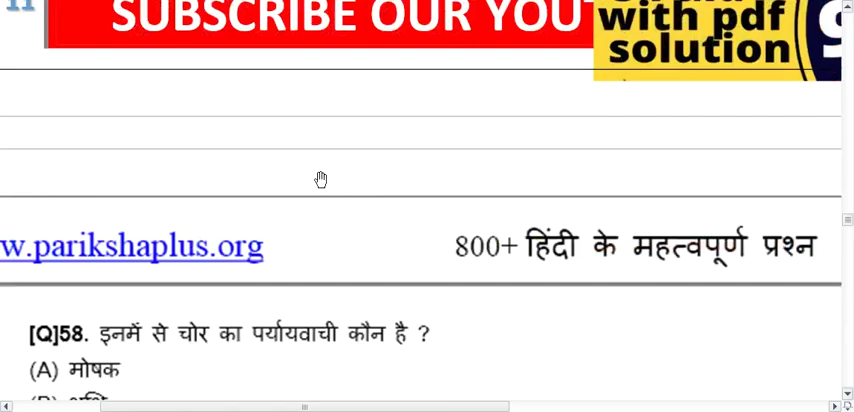 SUBSCRIBE OUR YOU
with pdf
solution
w.parikshaplus.org
800+ हिंदी के महत्वपूर्ण प्रश्न
[Q]58. इनमें से चोर का पर्यायवाची कौन है ?
(A) मोषक